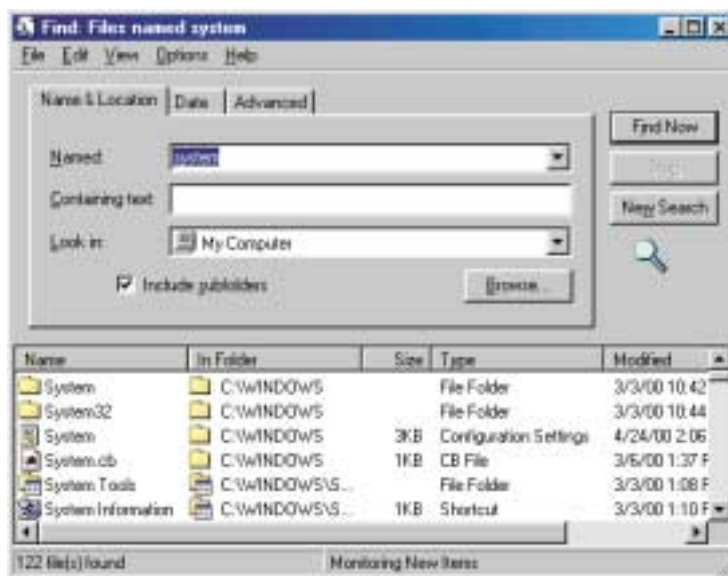 Find: Files named system
File Edit View Options Help
Name & Location Date Advanced
Named: system
Containing text:
Look in: My Computer
Include subfolders
Browse...
Find Now
Stop
New Search
Name In Folder Size Type Modified
System C:\WINDOWS File Folder 3/3/00 10:42
System32 C:\WINDOWS File Folder 3/3/00 10:44
System C:\WINDOWS 3KB Configuration Settings 4/24/00 2:06
System.cb C:\WINDOWS 1KB CB File 3/6/00 1:37 P
System Tools C:\WINDOWS\S... File Folder 3/3/00 1:08 P
System Information C:\WINDOWS\S... 1KB Shortcut 3/3/00 1:10 P
122 file(s) found Monitoring New Items